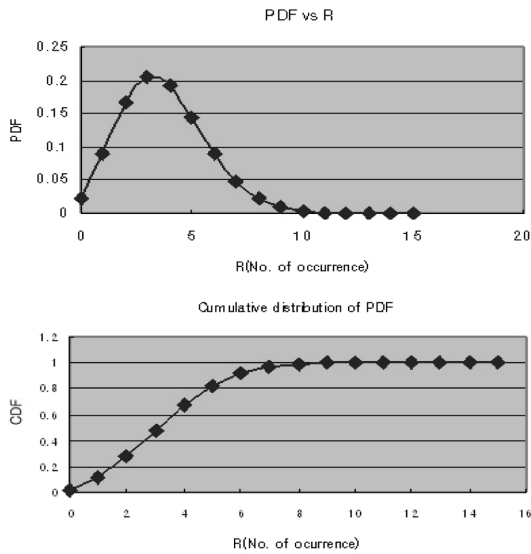 PDF vs R
0.25
0.2
0.15
0.1
0.05
0
PDF
0 5 10 15 20
R(No. of occurrence)
Cumulative distribution of PDF
1.2
1
0.8
0.6
0.4
0.2
0
CDF
0 2 4 6 8 10 12 14 16
R(No. of ocurrence)